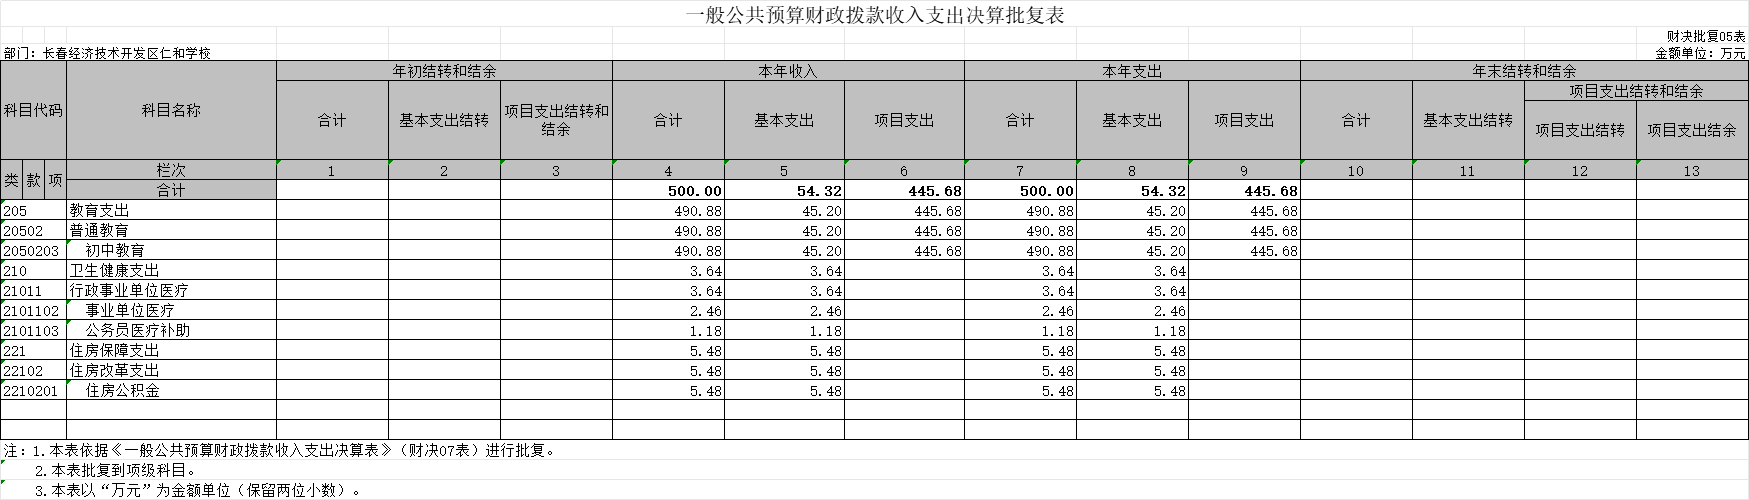 一般公共预算财政拨款收入支出决算批复表
财决批复05表
部门：长春经济技术开发区仁和学校 金额单位：万元
科目代码 科目名称 年初结转和结余 本年收入 本年支出 年末结转和结余
合计 基本支出结转 项目支出结转和结余 合计 基本支出 项目支出 合计 基本支出 项目支出 合计 基本支出结转 项目支出结转和结余
项目支出结转 项目支出结余
类 款 项 栏次 1 2 3 4 5 6 7 8 9 10 11 12 13
合计 500.00 54.32 445.68 500.00 54.32 445.68
205 教育支出 490.88 45.20 445.68 490.88 45.20 445.68
20502 普通教育 490.88 45.20 445.68 490.88 45.20 445.68
2050203 初中教育 490.88 45.20 445.68 490.88 45.20 445.68
210 卫生健康支出 3.64 3.64 3.64 3.64
21011 行政事业单位医疗 3.64 3.64 3.64 3.64
2101102 事业单位医疗 2.46 2.46 2.46 2.46
2101103 公务员医疗补助 1.18 1.18 1.18 1.18
221 住房保障支出 5.48 5.48 5.48 5.48
22102 住房改革支出 5.48 5.48 5.48 5.48
2210201 住房公积金 5.48 5.48 5.48 5.48
注：1.本表依据《一般公共预算财政拨款收入支出决算表》（财决07表）进行批复。
2.本表批复到项级科目。
3.本表以“万元”为金额单位（保留两位小数）。